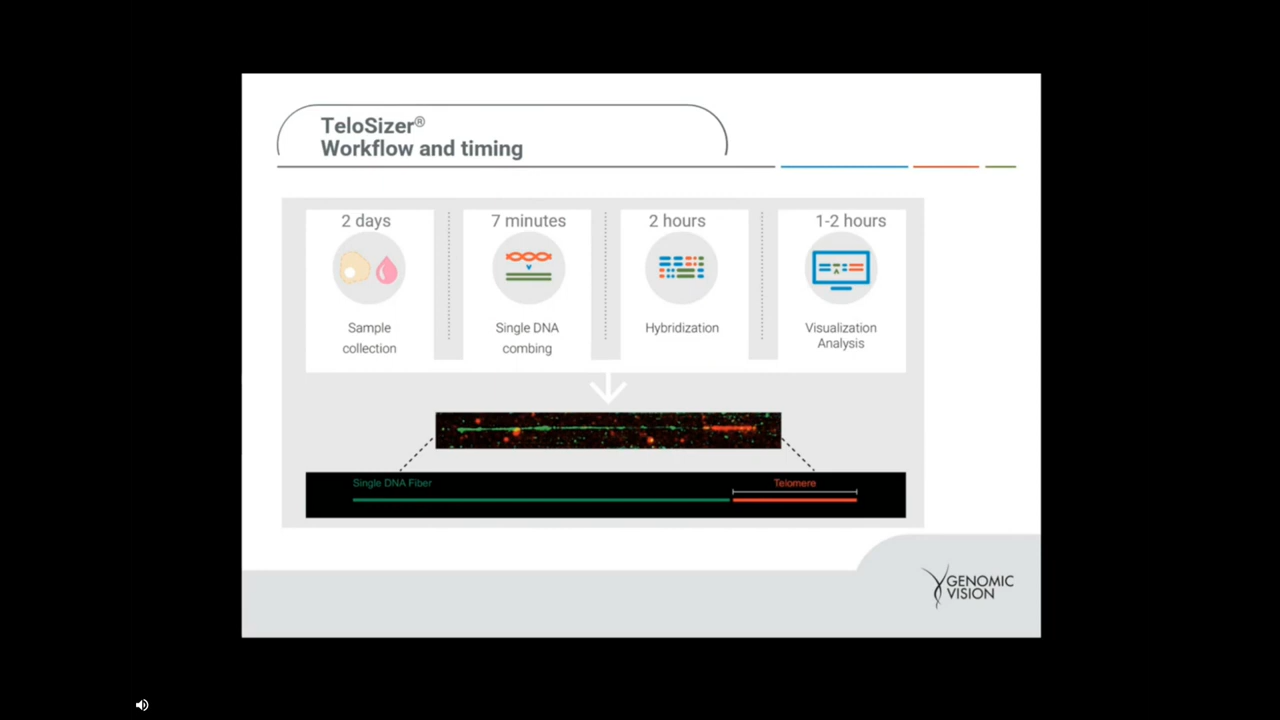 TeloSizer®
Workflow and timing
2 days
7 minutes
2 hours
1-2 hours
Sample
collection
Single DNA
combing
Hybridization
Visualization
Analysis
Single DNA Fiber
Telomere
GENOMIC
VISION